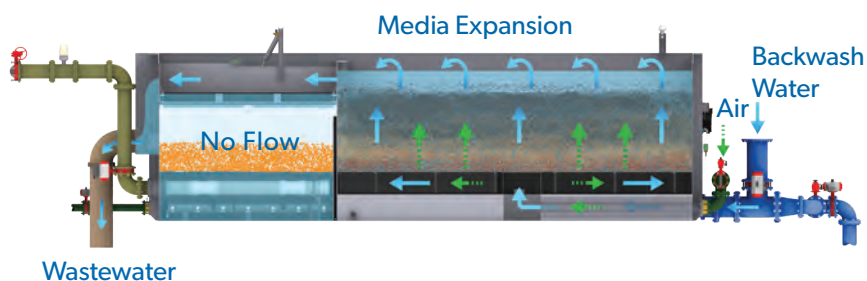 Media Expansion
Backwash
Water
Air
No Flow
Wastewater